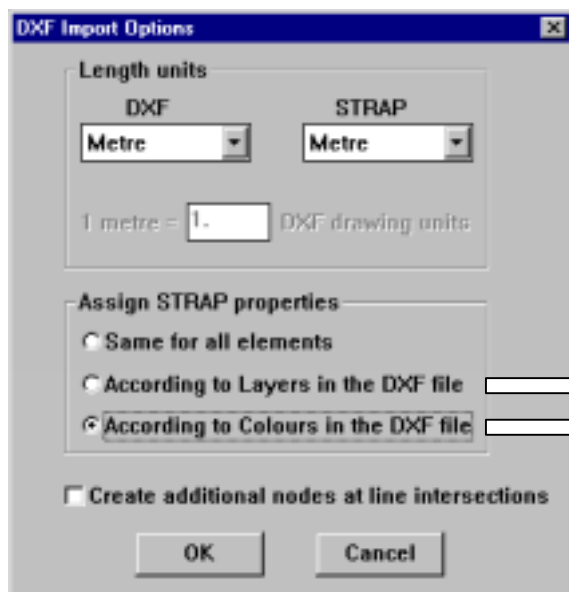 DXF Import Options
Length units
DXF STRAP
Metre Metre
1 metre = 1. DXF drawing units
Assign STRAP properties
Same for all elements
According to Layers in the DXF file
According to Colours in the DXF file
Create additional nodes at line intersections
OK Cancel